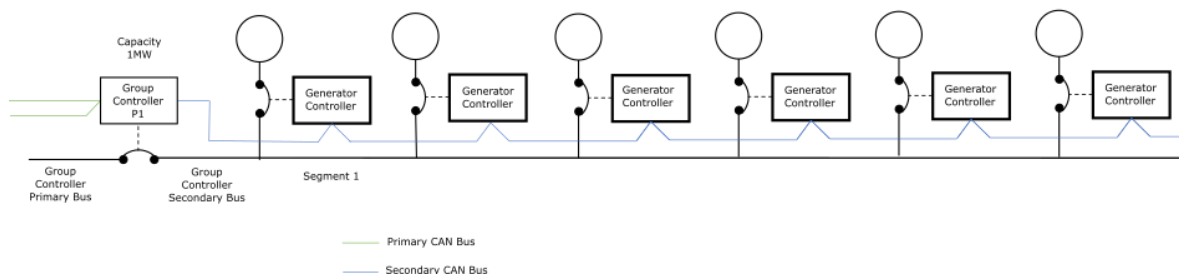 Capacity
1MW
Group
Controller
P1
Generator
Controller
Generator
Controller
Generator
Controller
Generator
Controller
Generator
Controller
Generator
Controller
Group
Controller
Primary Bus
Group
Controller
Secondary Bus
Segment 1
Primary CAN Bus
Secondary CAN Bus